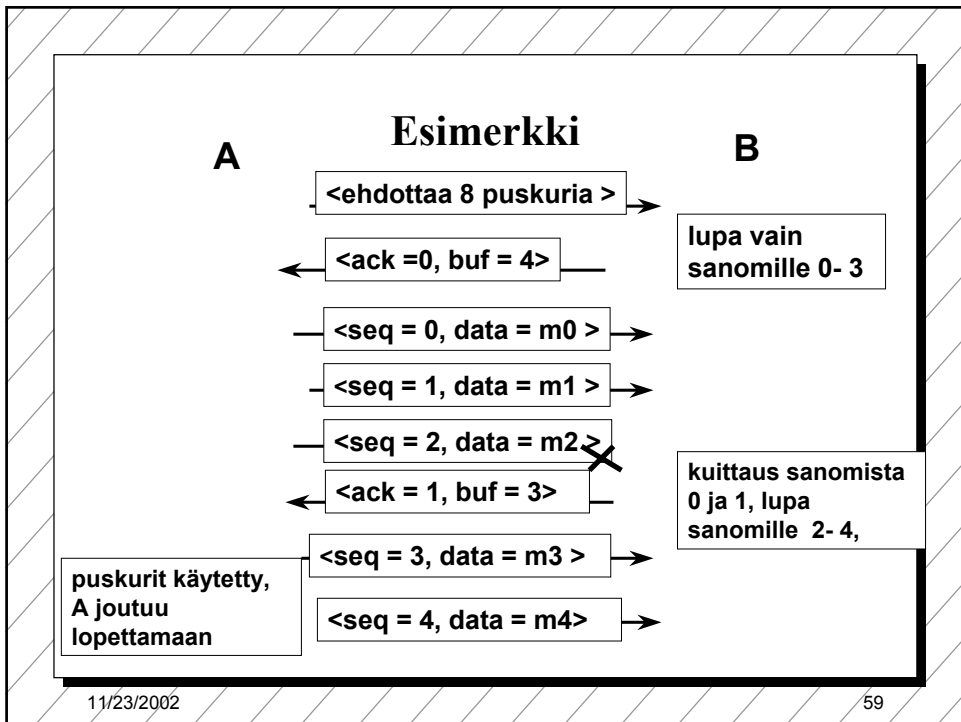 Esimerkki
A
B
<ehdottaa 8 puskuria >
lupa vain
sanomille 0- 3
<ack =0, buf = 4>
<seq = 0, data = m0 >
<seq = 1, data = m1 >
<seq = 2, data = m2 >
<ack = 1, buf = 3>
kuittaus sanomista
0 ja 1, lupa
sanomille 2- 4,
<seq = 3, data = m3 >
puskurit käytetty,
A joutuu
lopettamaan
<seq = 4, data = m4>
11/23/2002
59